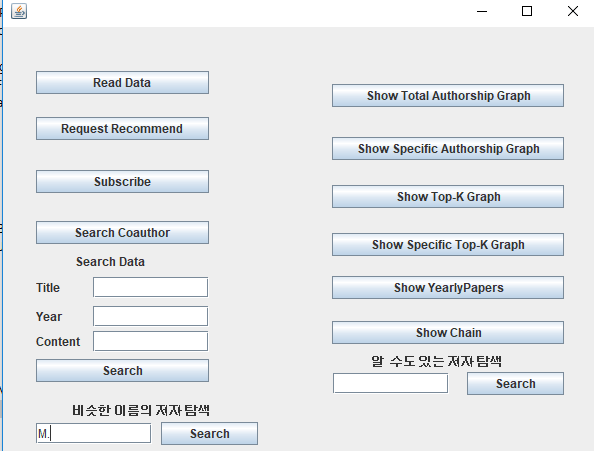 Read Data
Request Recommend
Subscribe
Search Coauthor
Search Data
Title
Year
Content
Search
비슷한 이름의 저자 탐색
M.
Search
Show Total Authorship Graph
Show Specific Authorship Graph
Show Top-K Graph
Show Specific Top-K Graph
Show YearlyPapers
Show Chain
알 수도 있는 저자 탐색
Search